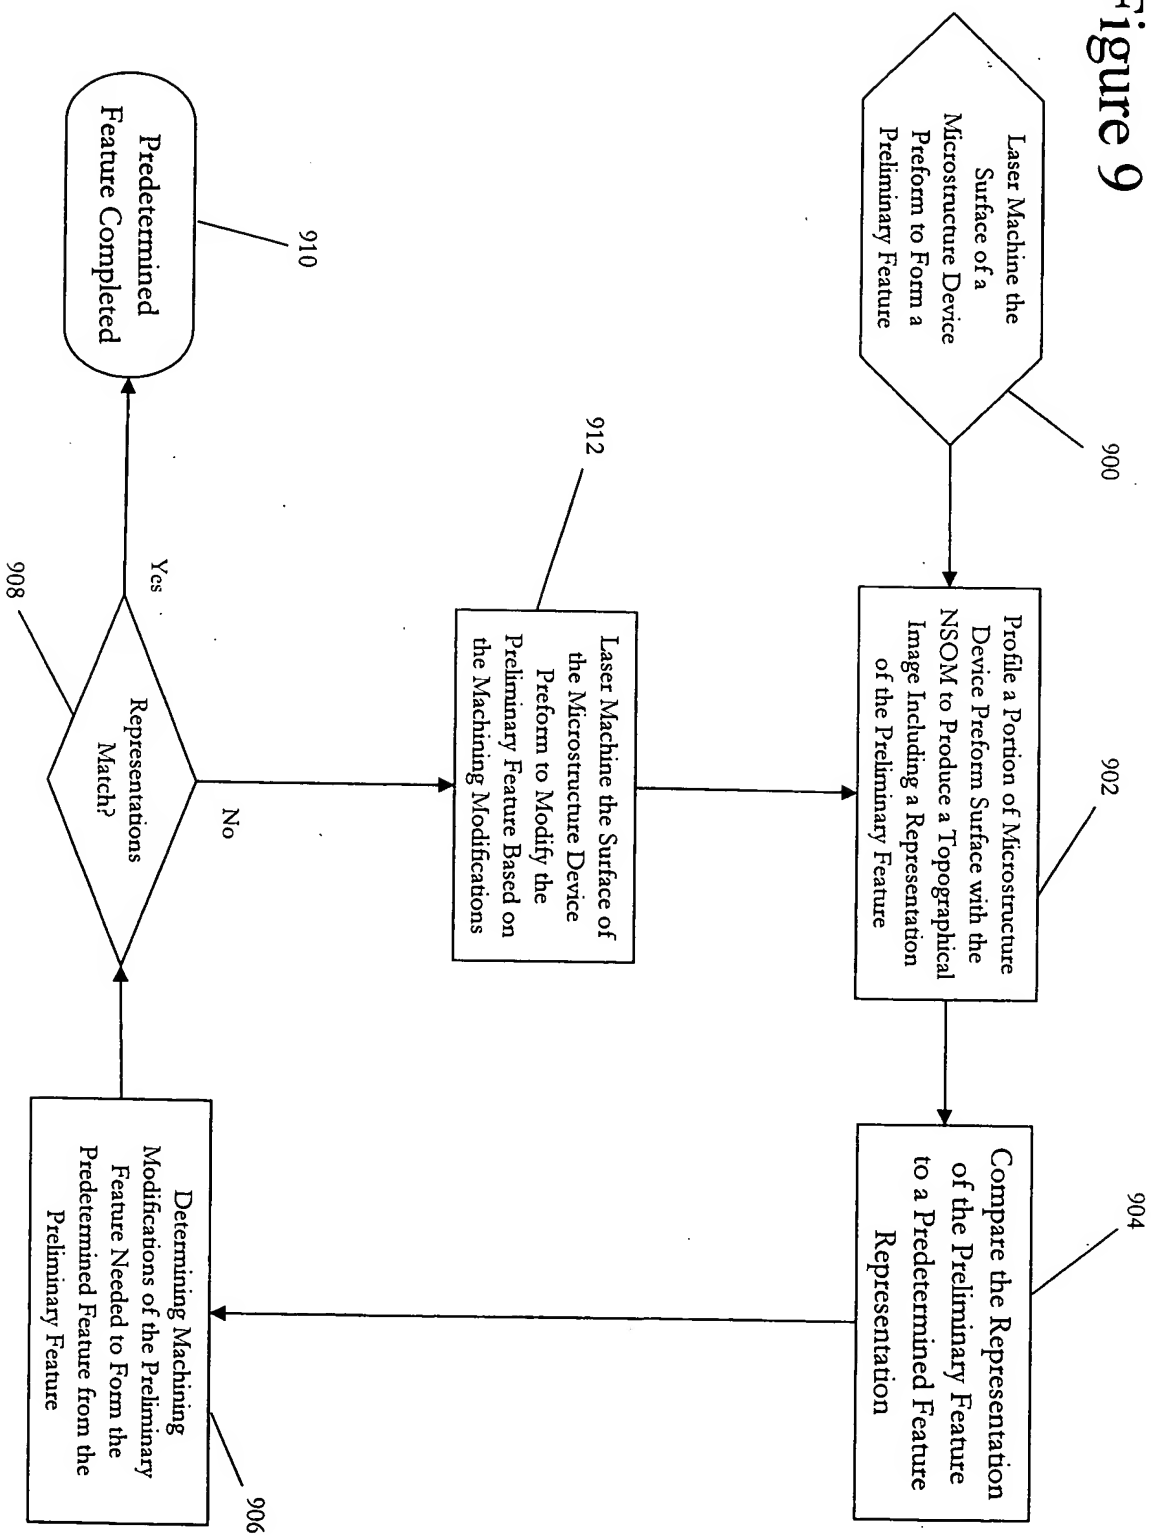 Figure 9
Laser Machine the
Surface of a
Microstructure Device
Preform to Form a
Preliminary Feature
900
Profile a Portion of Microstructure
Device Preform Surface with the
NSOM to Produce a Topographical
Image Including a Representation
of the Preliminary Feature
902
Compare the Representation
of the Preliminary Feature
to a Predetermined Feature
Representation
904
Determining Machining
Modifications of the Preliminary
Feature Needed to Form the
Predetermined Feature from the
Preliminary Feature
906
Representations
Match?
908
Yes
No
Predetermined
Feature Completed
910
Laser Machine the Surface of
the Microstructure Device
Preform to Modify the
Preliminary Feature Based on
the Machining Modifications
912